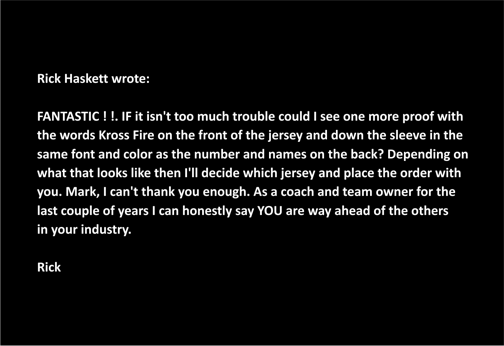 Rick Haskett wrote:
FANTASTIC ! !. IF it isn't too much trouble could I see one more proof with
the words Kross Fire on the front of the jersey and down the sleeve in the
same font and color as the number and names on the back? Depending on
what that looks like then I'll decide which jersey and place the order with
you. Mark, I can't thank you enough. As a coach and team owner for the
last couple of years I can honestly say YOU are way ahead of the others
in your industry.
Rick